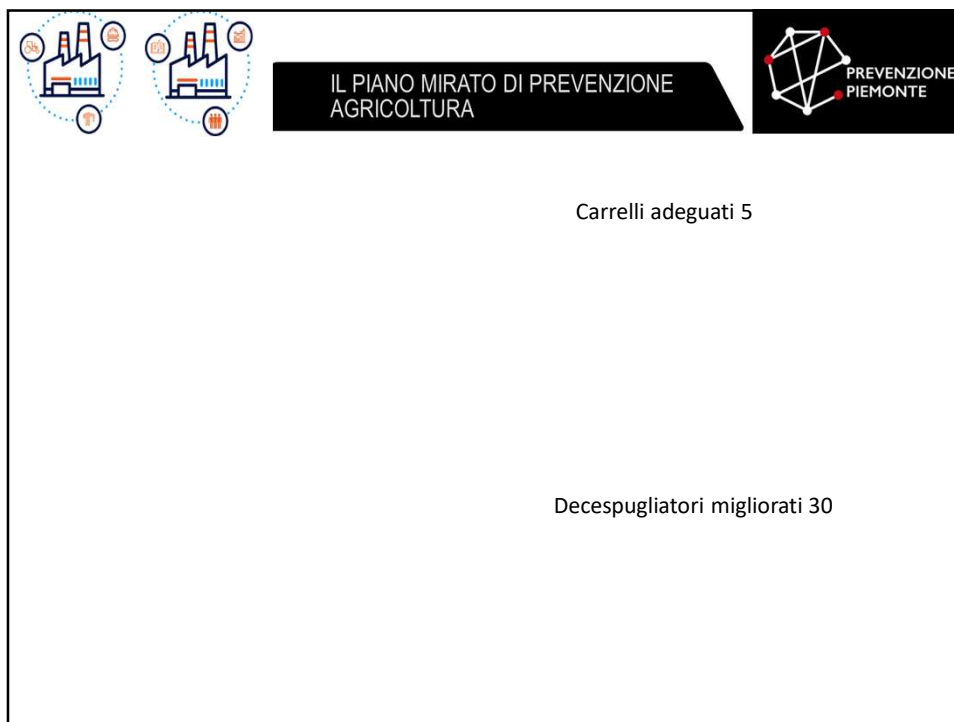 IL PIANO MIRATO DI PREVENZIONE
AGRICOLTURA
PREVENZIONE
PIEMONTE
Carrelli adeguati 5
Decespugliatori migliorati 30